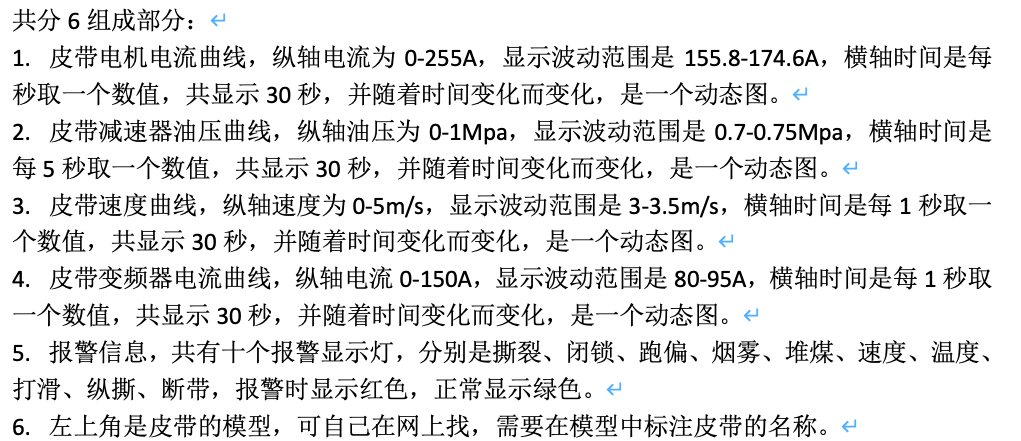 共分 6 组成部分：
1. 皮带电机电流曲线，纵轴电流为 0-255A，显示波动范围是 155.8-174.6A，横轴时间是每
秒取一个数值，共显示 30 秒，并随着时间变化而变化，是一个动态图。
2. 皮带减速器油压曲线，纵轴油压为 0-1Mpa，显示波动范围是 0.7-0.75Mpa，横轴时间是
每 5 秒取一个数值，共显示 30 秒，并随着时间变化而变化，是一个动态图。
3. 皮带速度曲线，纵轴速度为 0-5m/s，显示波动范围是 3-3.5m/s，横轴时间是每 1 秒取一
个数值，共显示 30 秒，并随着时间变化而变化，是一个动态图。
4. 皮带变频器电流曲线，纵轴电流 0-150A，显示波动范围是 80-95A，横轴时间是每 1 秒取
一个数值，共显示 30 秒，并随着时间变化而变化，是一个动态图。
5. 报警信息，共有十个报警显示灯，分别是撕裂、闭锁、跑偏、烟雾、堆煤、速度、温度、
打滑、纵撕、断带，报警时显示红色，正常显示绿色。
6. 左上角是皮带的模型，可自己在网上找，需要在模型中标注皮带的名称。